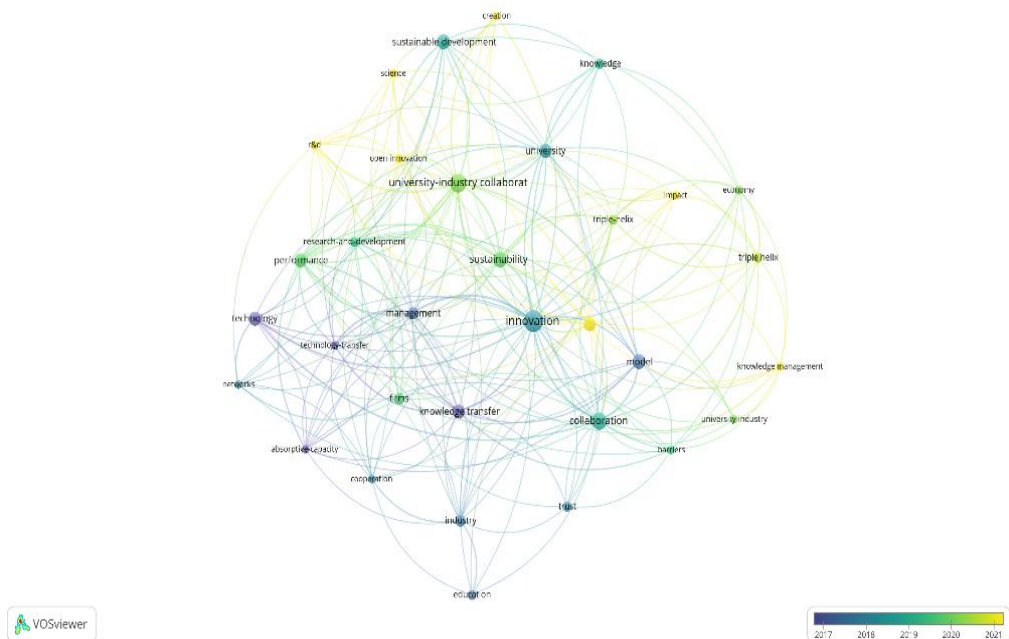 creation
sustainable development
knowledge
science
r&d
open innovation
university
university-industry collaborat
impact
economy
triple-helix
research-and-development
performance
sustainability
triple helix
management
technology
innovation
technology-transfer
model
knowledge management
networks
firms
knowledge transfer
collaboration
university-industry
absorptive-capacity
barriers
cooperation
trust
industry
education
VOSviewer
2017 2018 2019 2020 2021